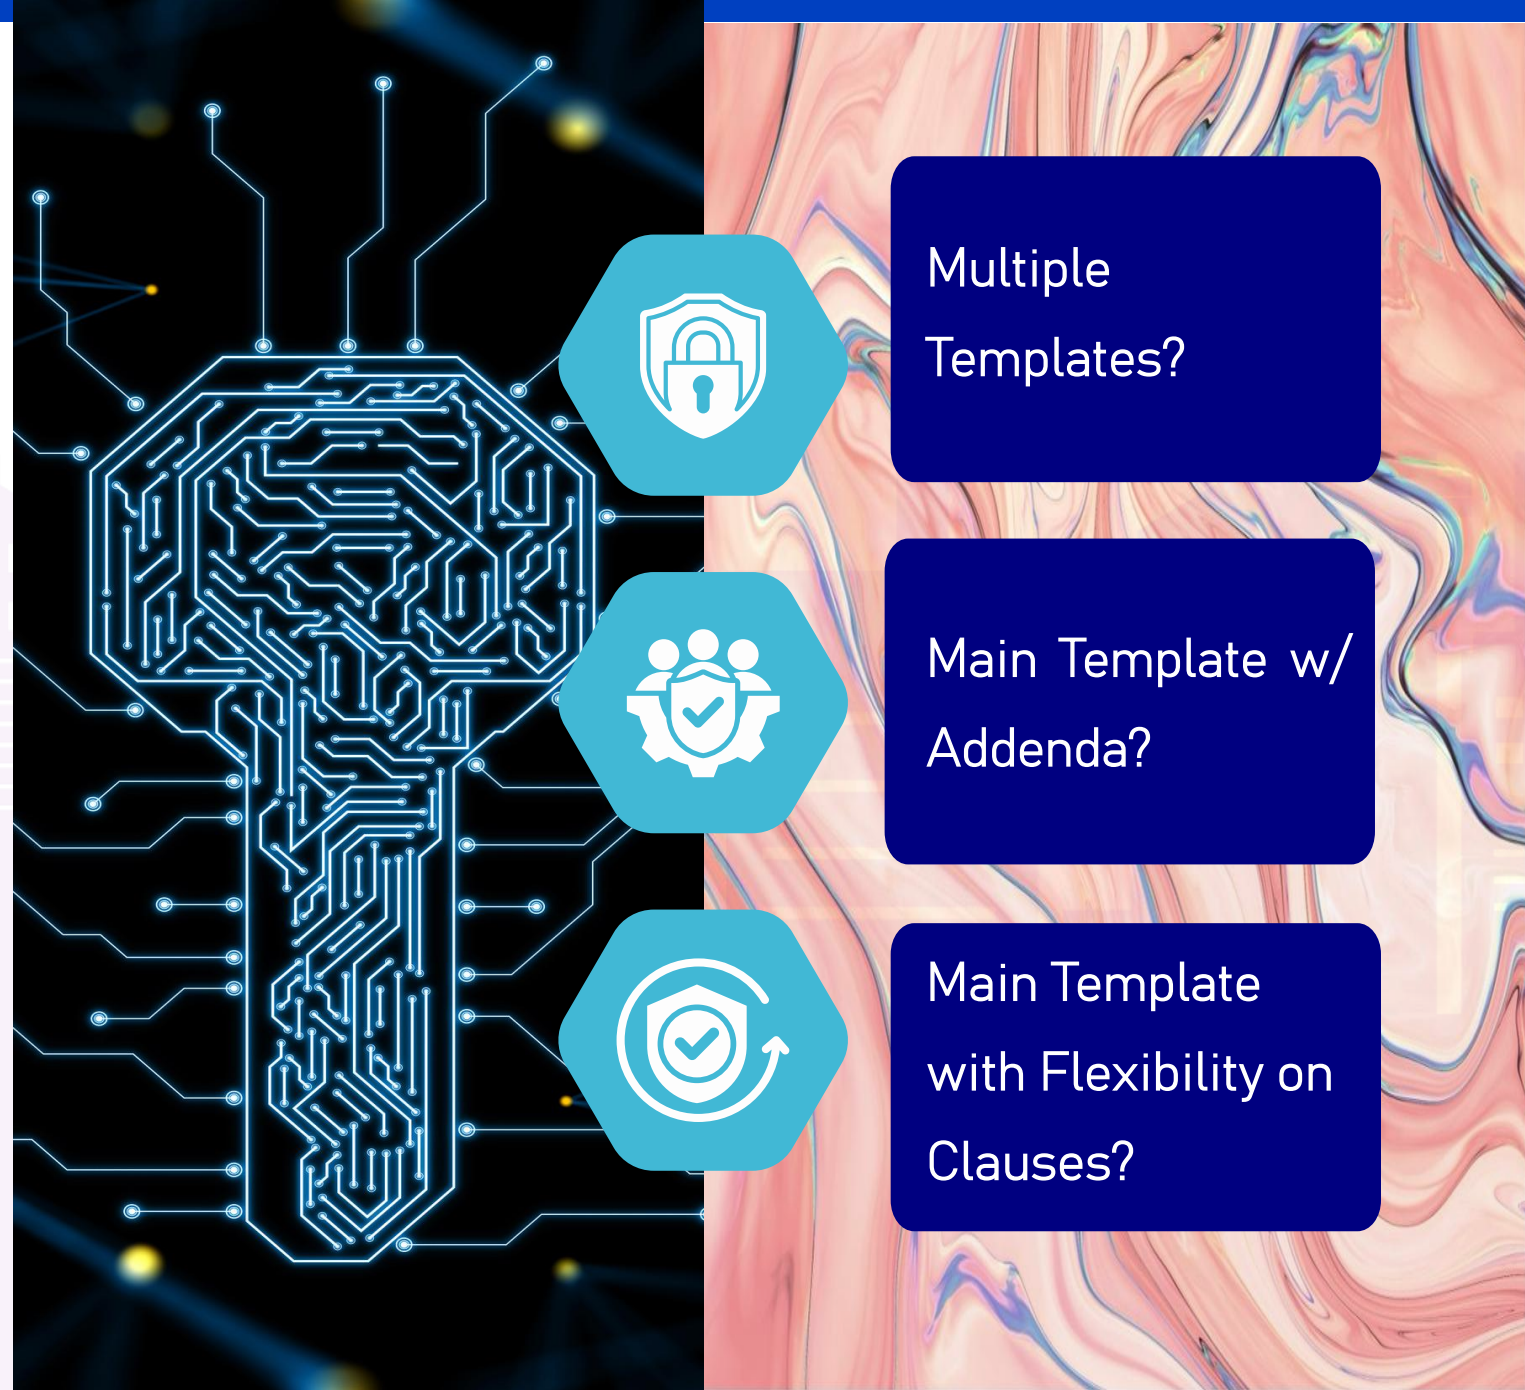 Multiple
Templates?
Main Template w/
Addenda?
Main Template
with Flexibility on
Clauses?